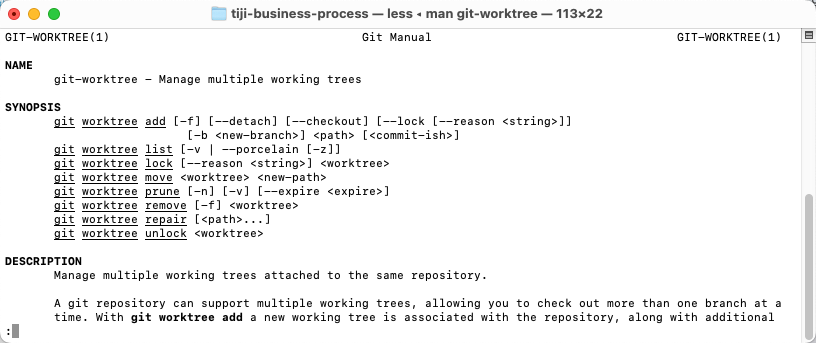 tiji-business-process — less ◂ man git-worktree — 113×22
GIT-WORKTREE(1) Git Manual GIT-WORKTREE(1)
NAME
git-worktree - Manage multiple working trees
SYNOPSIS
git worktree add [-f] [--detach] [--checkout] [--lock [--reason <string>]]
[-b <new-branch>] <path> [<commit-ish>]
git worktree list [-v | --porcelain [-z]]
git worktree lock [--reason <string>] <worktree>
git worktree move <worktree> <new-path>
git worktree prune [-n] [-v] [--expire <expire>]
git worktree remove [-f] <worktree>
git worktree repair [<path>...]
git worktree unlock <worktree>
DESCRIPTION
Manage multiple working trees attached to the same repository.
A git repository can support multiple working trees, allowing you to check out more than one branch at a
time. With git worktree add a new working tree is associated with the repository, along with additional
: